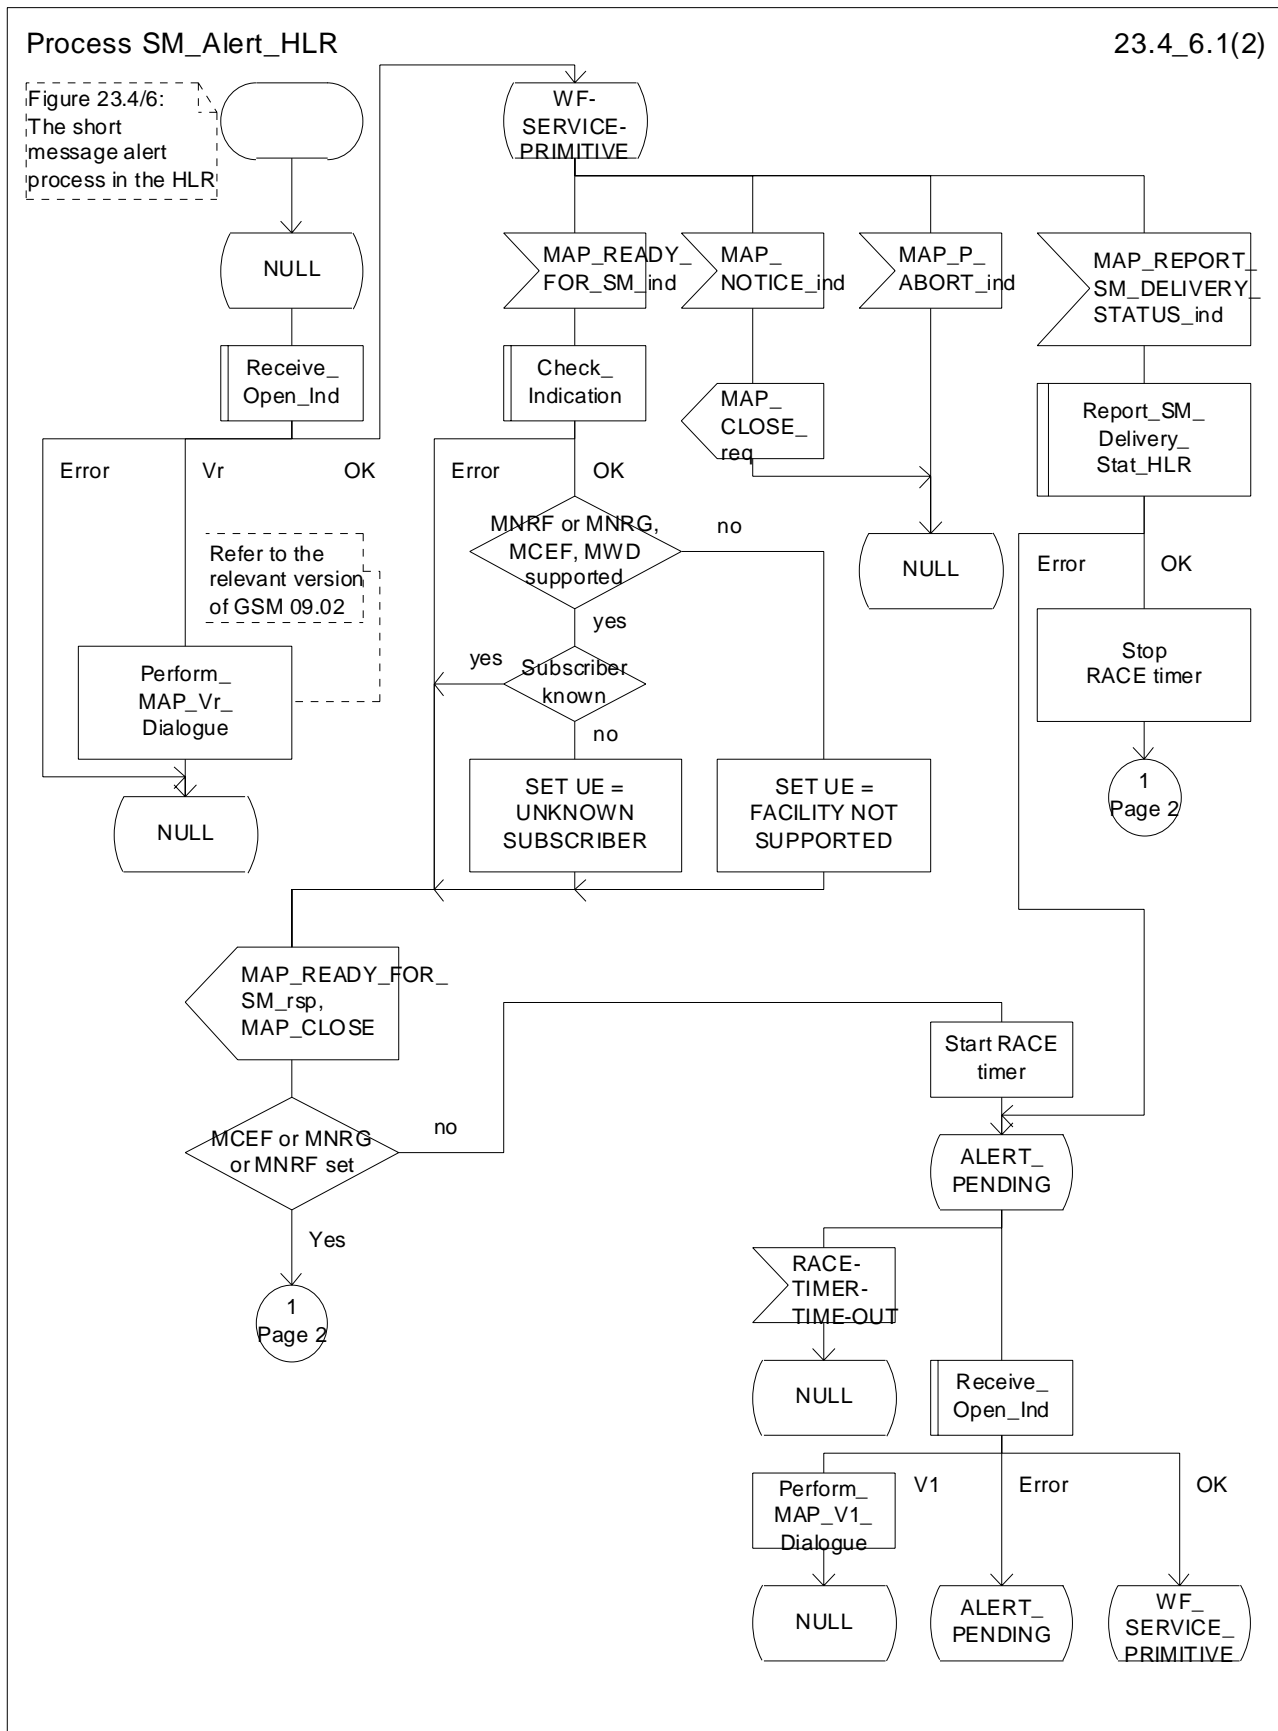 Process SM_Alert_HLR
23.4_6.1(2)
Figure 23.4/6:
The short
message alert
process in the HLR
WF-
SERVICE-
PRIMITIVE
NULL
MAP_READY_
FOR_SM_ind
MAP_
NOTICE_ind
MAP_P_
ABORT_ind
MAP_REPORT_
SM_DELIVERY_
STATUS_ind
Receive_
Open_Ind
Check_
Indication
MAP_
CLOSE_
req
Report_SM_
Delivery_
Stat_HLR
Error
Vr
OK
Error
OK
MNRF or MNRG,
MCEF, MWD
supported
no
yes
NULL
Error
OK
Refer to the
relevant version
of GSM 09.02
Perform_
MAP_Vr_
Dialogue
yes
Subscriber
known
no
Stop
RACE timer
NULL
SET UE =
UNKNOWN
SUBSCRIBER
SET UE =
FACILITY NOT
SUPPORTED
1
Page 2
MAP_READY_FOR_
SM_rsp,
MAP_CLOSE
Start RACE
timer
MCEF or MNRG
or MNRF set
no
Yes
ALERT_
PENDING
1
Page 2
RACE-
TIMER-
TIME-OUT
NULL
Receive_
Open_Ind
Perform_
MAP_V1_
Dialogue
V1
Error
OK
NULL
ALERT_
PENDING
WF_
SERVICE_
PRIMITIVE